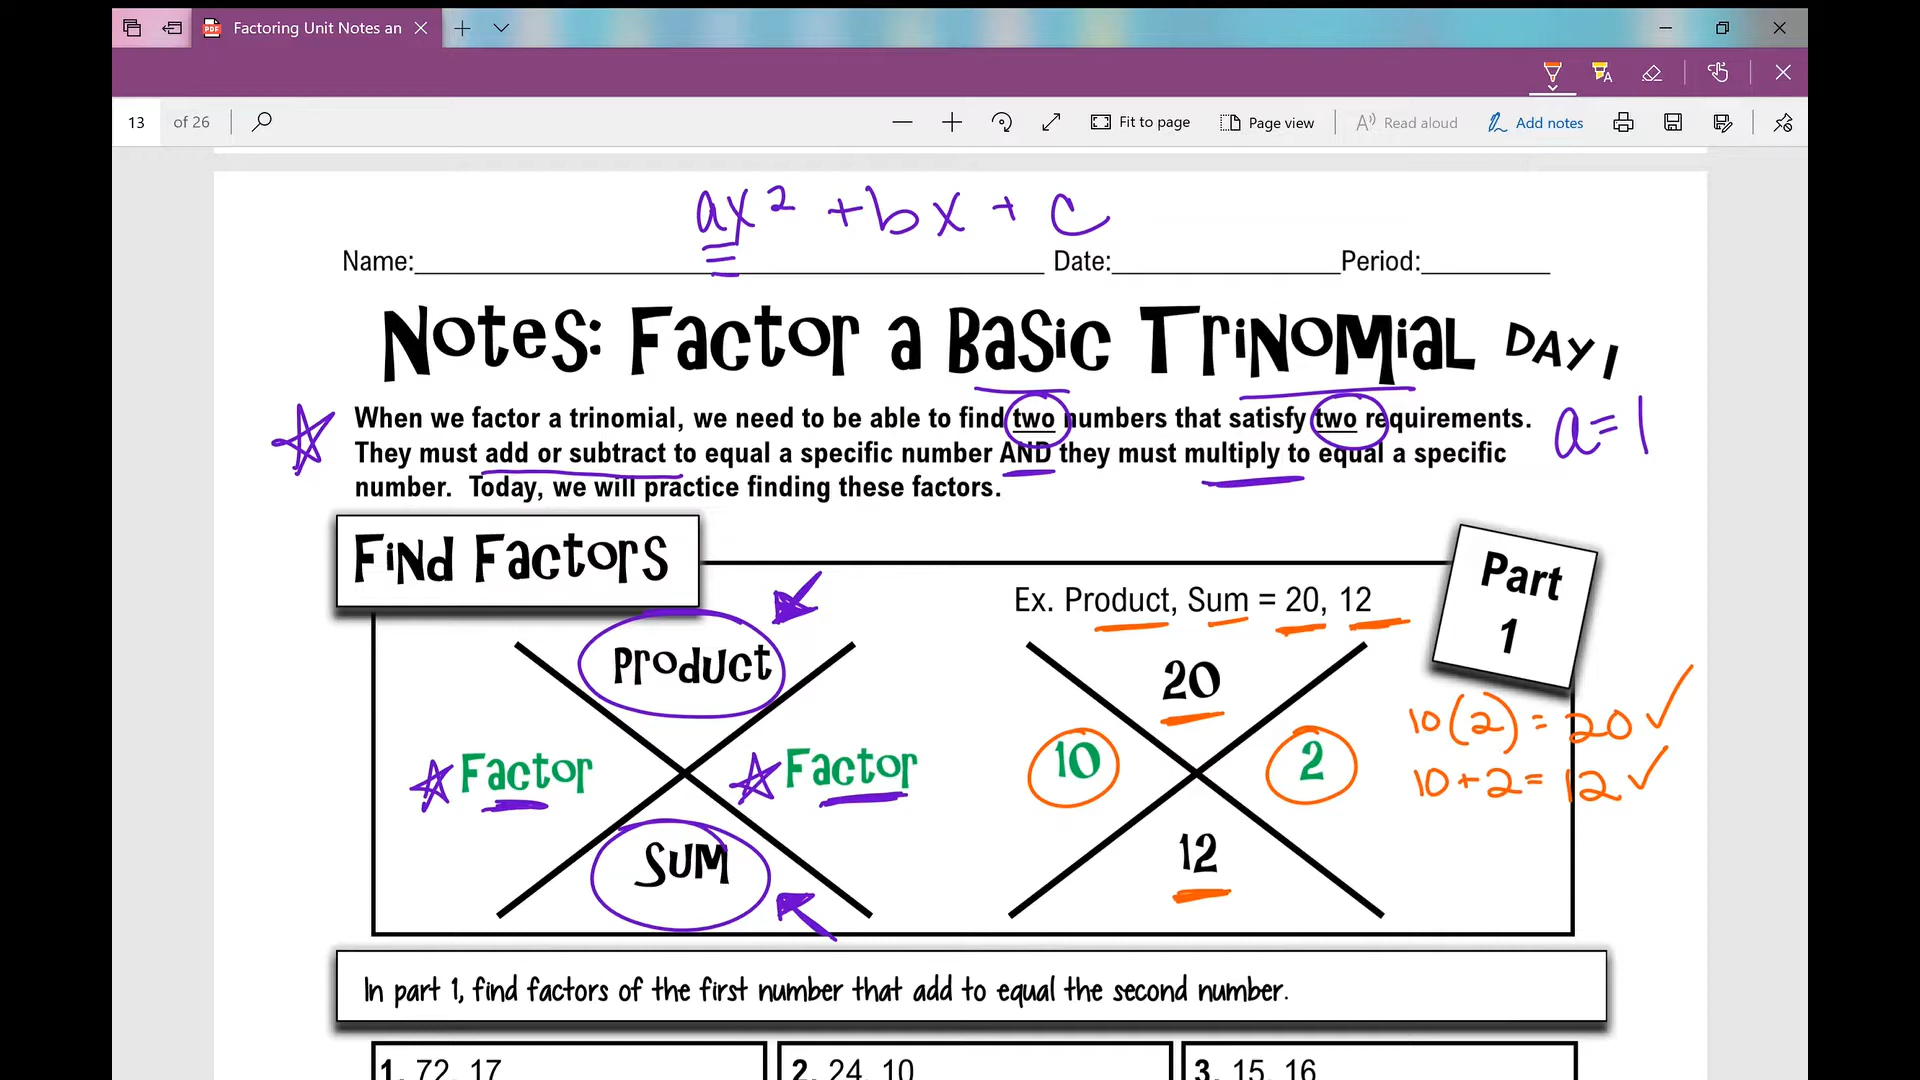 Factoring Unit Notes an
13 of 26
Fit to page
Page view
Read aloud
Add notes
ax² + bx + c
Name: Date: Period:
Notes: Factor a Basic Trinomial DAY 1
When we factor a trinomial, we need to be able to find two numbers that satisfy two requirements.
They must add or subtract to equal a specific number AND they must multiply to equal a specific
number. Today, we will practice finding these factors.
a = 1
Find Factors
Part
1
Ex. Product, Sum = 20, 12
Product
Factor Factor
Sum
20
10 2
12
10(2) = 20 ✓
10 + 2 = 12 ✓
In part 1, find factors of the first number that add to equal the second number.
1. 72, 17
2. 24, 10
3. 15, 16